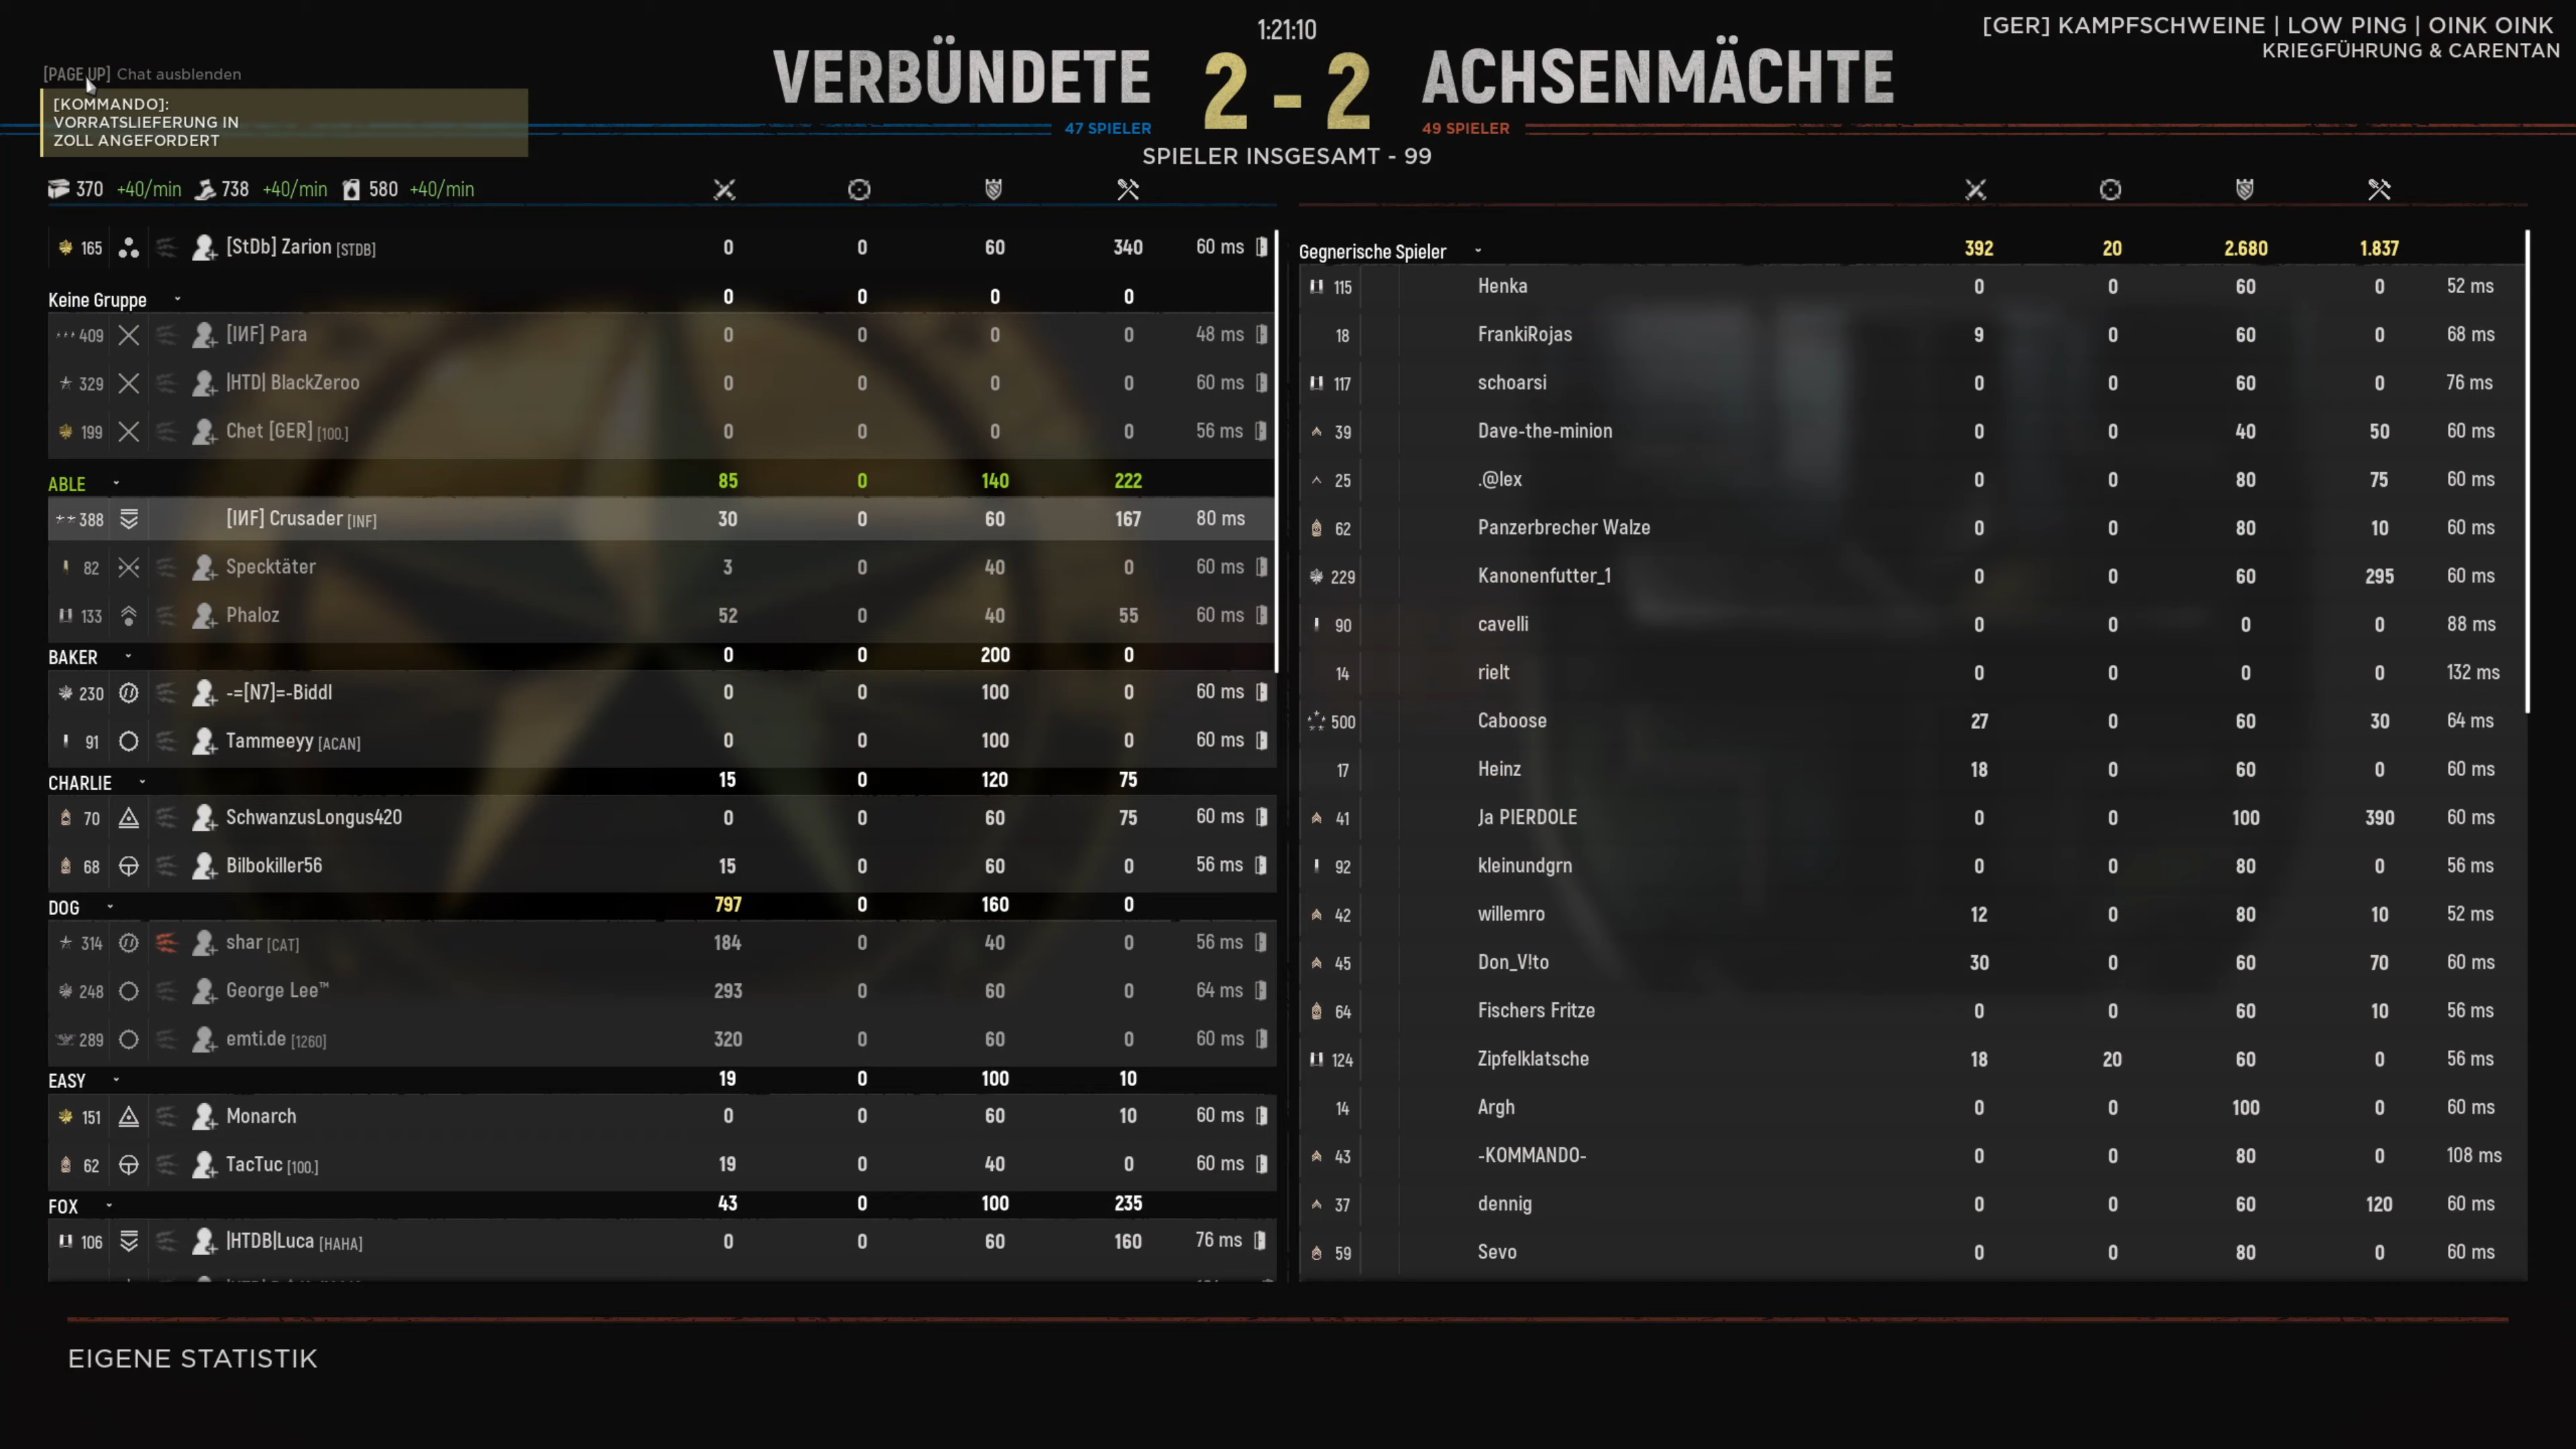 1:21:10
[GER] KAMPFSCHWEINE | LOW PING | OINK OINK
KRIEGFÜHRUNG & CARENTAN
VERBÜNDETE 2 - 2 ACHSENMÄCHTE
47 SPIELER
49 SPIELER
SPIELER INSGESAMT - 99
[PAGE UP] Chat ausblenden
[KOMMANDO]:
VORRATSLIEFERUNG IN
ZOLL ANGEFORDERT
370 +40/min 738 +40/min 580 +40/min
165 [StDb] Zarion [STDB] 0 0 60 340 60 ms
Keine Gruppe 0 0 0 0
409 [INF] Para 0 0 0 0 48 ms
329 |HTD| BlackZeroo 0 0 0 0 60 ms
199 Chet [GER] [100.] 0 0 0 0 56 ms
ABLE 85 0 140 222
388 [INF] Crusader [INF] 30 0 60 167 80 ms
82 Specktäter 3 0 40 0 60 ms
133 Phaloz 52 0 40 55 60 ms
BAKER 0 0 200 0
230 -=[N7]=-Biddl 0 0 100 0 60 ms
91 Tammeeyy [ACAN] 0 0 100 0 60 ms
CHARLIE 15 0 120 75
70 SchwanzusLongus420 0 0 60 75 60 ms
68 Bilbokiller56 15 0 60 0 56 ms
DOG 797 0 160 0
314 shar [CAT] 184 0 40 0 56 ms
248 George Lee™ 293 0 60 0 64 ms
289 emti.de [1260] 320 0 60 0 60 ms
EASY 19 0 100 10
151 Monarch 0 0 60 10 60 ms
62 TacTuc [100.] 19 0 40 0 60 ms
FOX 43 0 100 235
106 |HTDB|Luca [HAHA] 0 0 60 160 76 ms
Gegnerische Spieler 392 20 2.680 1.837
115 Henka 0 0 60 0 52 ms
18 FrankiRojas 9 0 60 0 68 ms
117 schoarsi 0 0 60 0 76 ms
39 Dave-the-minion 0 0 40 50 60 ms
25 .@lex 0 0 80 75 60 ms
62 Panzerbrecher Walze 0 0 80 10 60 ms
229 Kanonenfutter_1 0 0 60 295 60 ms
90 cavelli 0 0 0 0 88 ms
14 rielt 0 0 0 0 132 ms
500 Caboose 27 0 60 30 64 ms
17 Heinz 18 0 60 0 60 ms
41 Ja PIERDOLE 0 0 100 390 60 ms
92 kleinundgrn 0 0 80 0 56 ms
42 willemro 12 0 80 10 52 ms
45 Don_V!to 30 0 60 70 60 ms
64 Fischers Fritze 0 0 60 10 56 ms
124 Zipfelklatsche 18 20 60 0 56 ms
14 Argh 0 0 100 0 60 ms
43 -KOMMANDO- 0 0 80 0 108 ms
37 dennig 0 0 60 120 60 ms
59 Sevo 0 0 80 0 60 ms
EIGENE STATISTIK